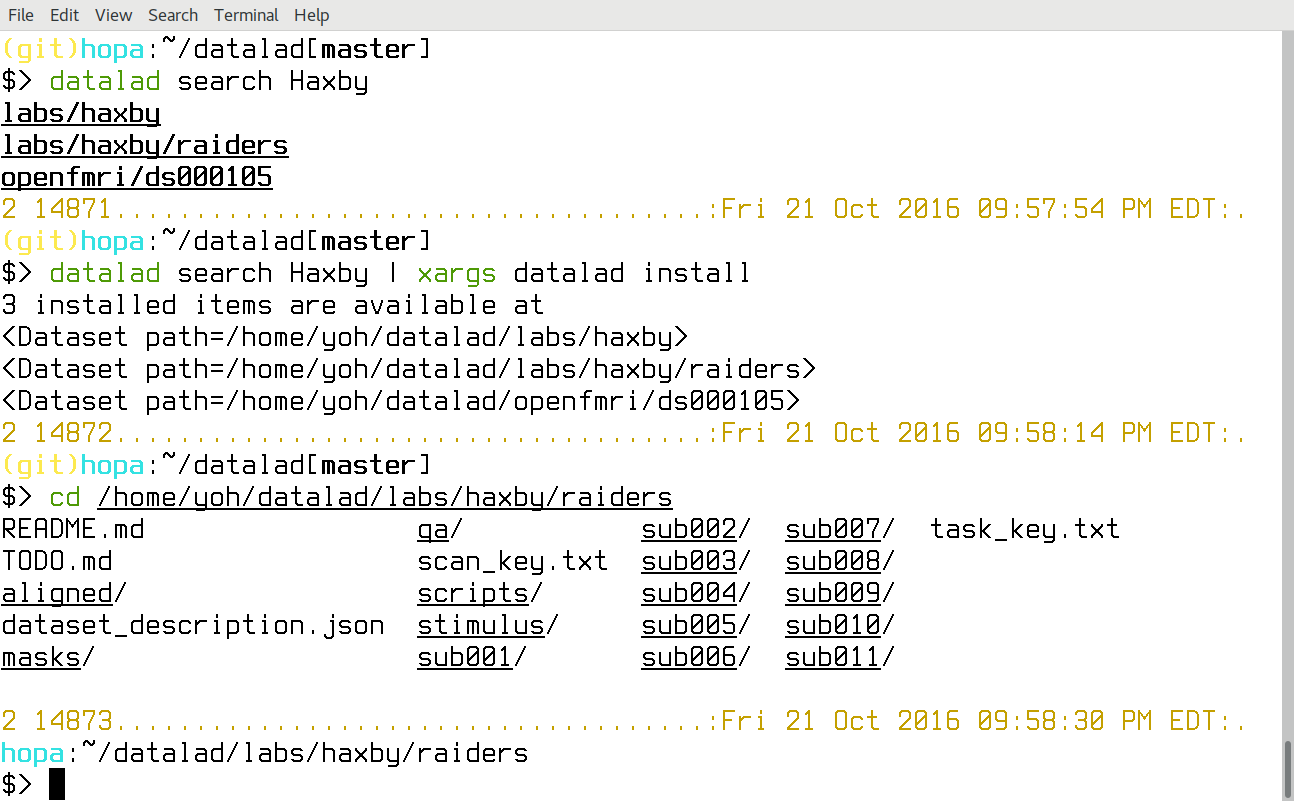 File Edit View Search Terminal Help
(git)hopa:~/datalad[master]
$> datalad search Haxby
labs/haxby
labs/haxby/raiders
openfmri/ds000105
2 14871.....................................:Fri 21 Oct 2016 09:57:54 PM EDT:.
(git)hopa:~/datalad[master]
$> datalad search Haxby | xargs datalad install
3 installed items are available at
<Dataset path=/home/yoh/datalad/labs/haxby>
<Dataset path=/home/yoh/datalad/labs/haxby/raiders>
<Dataset path=/home/yoh/datalad/openfmri/ds000105>
2 14872.....................................:Fri 21 Oct 2016 09:58:14 PM EDT:.
(git)hopa:~/datalad[master]
$> cd /home/yoh/datalad/labs/haxby/raiders
README.md                 qa/           sub002/  sub007/  task_key.txt
TODO.md                   scan_key.txt  sub003/  sub008/
aligned/                  scripts/      sub004/  sub009/
dataset_description.json  stimulus/     sub005/  sub010/
masks/                    sub001/       sub006/  sub011/
2 14873.....................................:Fri 21 Oct 2016 09:58:30 PM EDT:.
hopa:~/datalad/labs/haxby/raiders
$>